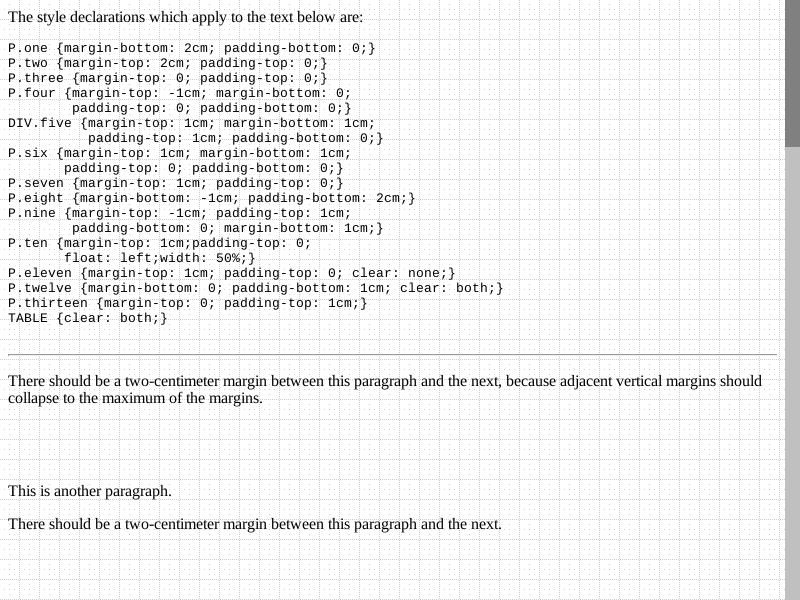 The style declarations which apply to the text below are:
P.one {margin-bottom: 2cm; padding-bottom: 0;}
P.two {margin-top: 2cm; padding-top: 0;}
P.three {margin-top: 0; padding-top: 0;}
P.four {margin-top: -1cm; margin-bottom: 0;
        padding-top: 0; padding-bottom: 0;}
DIV.five {margin-top: 1cm; margin-bottom: 1cm;
          padding-top: 1cm; padding-bottom: 0;}
P.six {margin-top: 1cm; margin-bottom: 1cm;
       padding-top: 0; padding-bottom: 0;}
P.seven {margin-top: 1cm; padding-top: 0;}
P.eight {margin-bottom: -1cm; padding-bottom: 2cm;}
P.nine {margin-top: -1cm; padding-top: 1cm;
        padding-bottom: 0; margin-bottom: 1cm;}
P.ten {margin-top: 1cm;padding-top: 0;
       float: left;width: 50%;}
P.eleven {margin-top: 1cm; padding-top: 0; clear: none;}
P.twelve {margin-bottom: 0; padding-bottom: 1cm; clear: both;}
P.thirteen {margin-top: 0; padding-top: 1cm;}
TABLE {clear: both;}
There should be a two-centimeter margin between this paragraph and the next, because adjacent vertical margins should
collapse to the maximum of the margins.
This is another paragraph.
There should be a two-centimeter margin between this paragraph and the next.